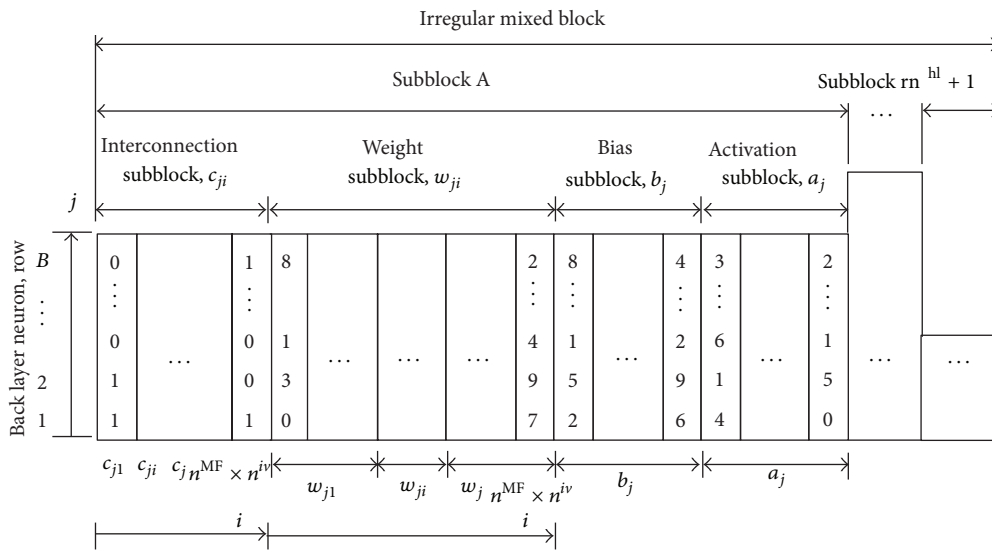 Irregular mixed block
Subblock A
Subblock rn^hl + 1
...
Interconnection
subblock, c_ji
Weight
subblock, w_ji
Bias
subblock, b_j
Activation
subblock, a_j
j
Back layer neuron, row
B 0 1 8 2 8 4 3 2
⋮ ⋮ ⋮ ⋮ ⋮ ⋮ ⋮ ⋮
0 ... 0 1 ... ... ... 4 1 ... 2 6 ... 1 ... ...
2 1 0 3 9 5 9 1 5
1 1 1 0 7 2 6 4 0
c_j1 c_ji c_j n^MF × n^iv
w_j1 w_ji w_j n^MF × n^iv b_j a_j
i i